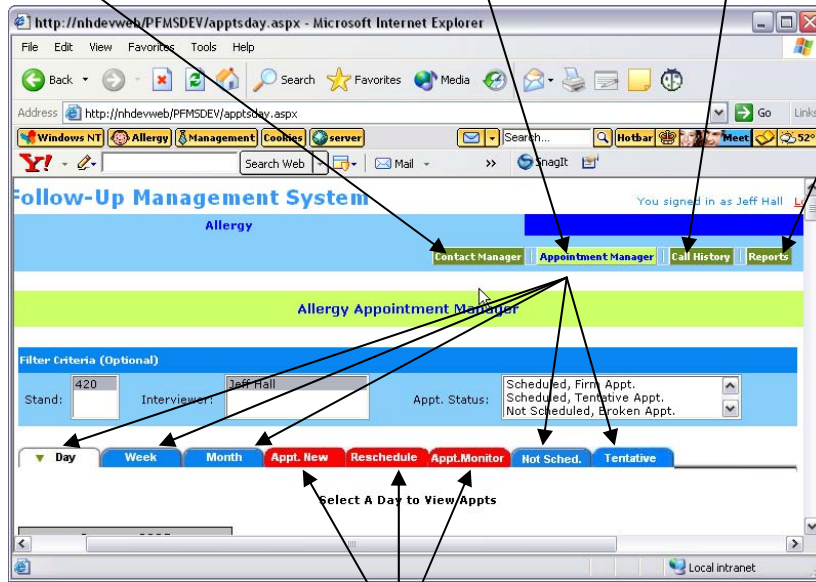 http://nhdevweb/PFMSDEV/apptsday.aspx - Microsoft Internet Explorer
File Edit View Favorites Tools Help
Back Search Favorites Media
Address http://nhdevweb/PFMSDEV/apptsday.aspx Go Links
Windows NT Allergy Management Cookies server Search... Hotbar Meet 52°
Y! Search Web Mail » SnagIt
Follow-Up Management System You signed in as Jeff Hall
Allergy
Contact Manager Appointment Manager Call History Reports
Allergy Appointment Manager
Filter Criteria (Optional)
Stand: 420 Interviewer: Jeff Hall Appt. Status: Scheduled, Firm Appt.
Scheduled, Tentative Appt.
Not Scheduled, Broken Appt.
Day Week Month Appt. New Reschedule Appt.Monitor Not Sched. Tentative
Select A Day to View Appts
Local intranet